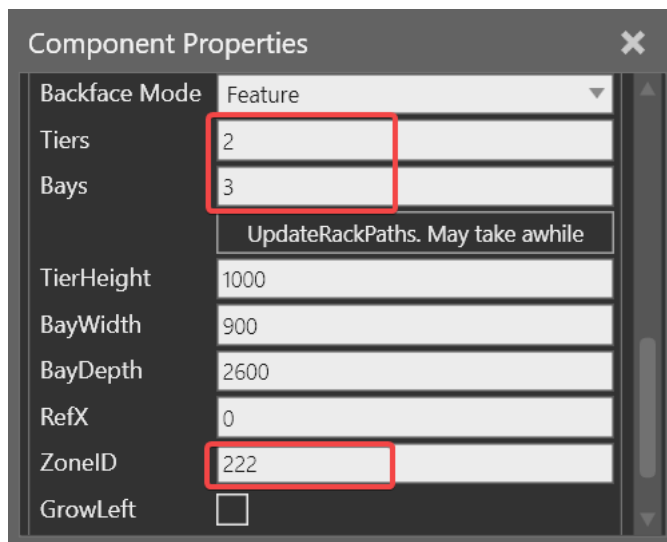 Component Properties
Backface Mode Feature
Tiers 2
Bays 3
UpdateRackPaths. May take awhile
TierHeight 1000
BayWidth 900
BayDepth 2600
RefX 0
ZoneID 222
GrowLeft